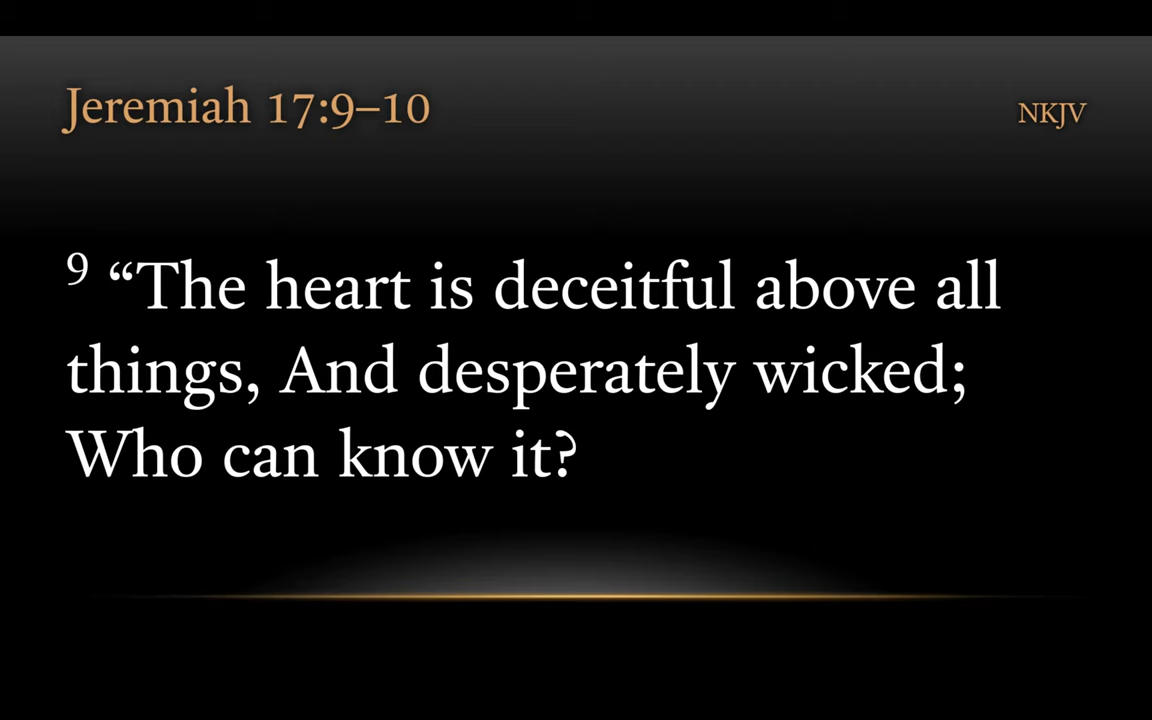 Jeremiah 17:9–10
NKJV
9 “The heart is deceitful above all
things, And desperately wicked;
Who can know it?